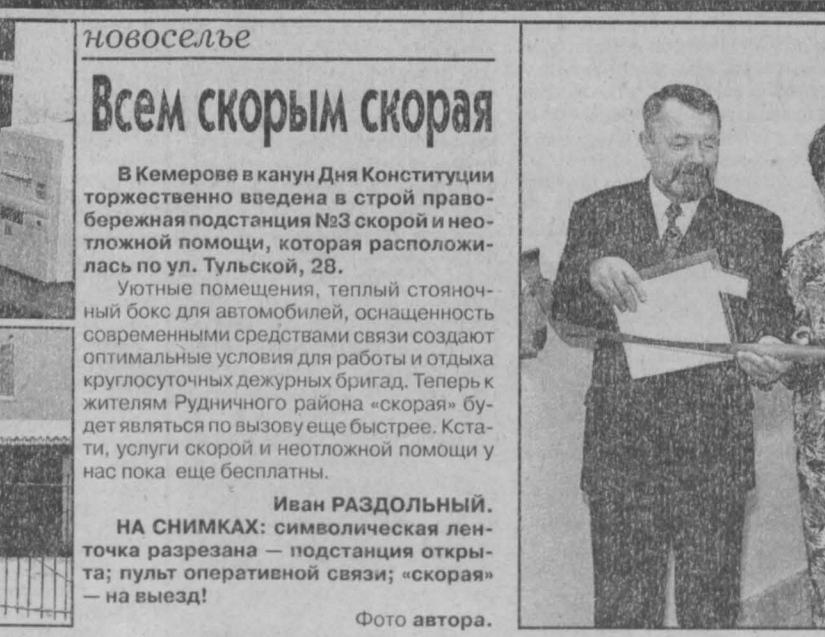 новоселье
Всем скорым скорая
В Кемерове в канун Дня Конституции
торжественно введена в строй право-
бережная подстанция №3 скорой и нео-
тложной помощи, которая расположи-
лась по ул. Тульской, 28.
Уютные помещения, теплый стояноч-
ный бокс для автомобилей, оснащенность
современными средствами связи создают
оптимальные условия для работы и отдыха
круглосуточных дежурных бригад. Теперь к
жителям Рудничного района «скорая» бу-
дет являться по вызову еще быстрее. Кста-
ти, услуги скорой и неотложной помощи у
нас пока еще бесплатны.
Иван РАЗДОЛЬНЫЙ.
НА СНИМКАХ: символическая лен-
точка разрезана — подстанция откры-
та; пульт оперативной связи; «скорая»
— на выезд!
Фото автора.